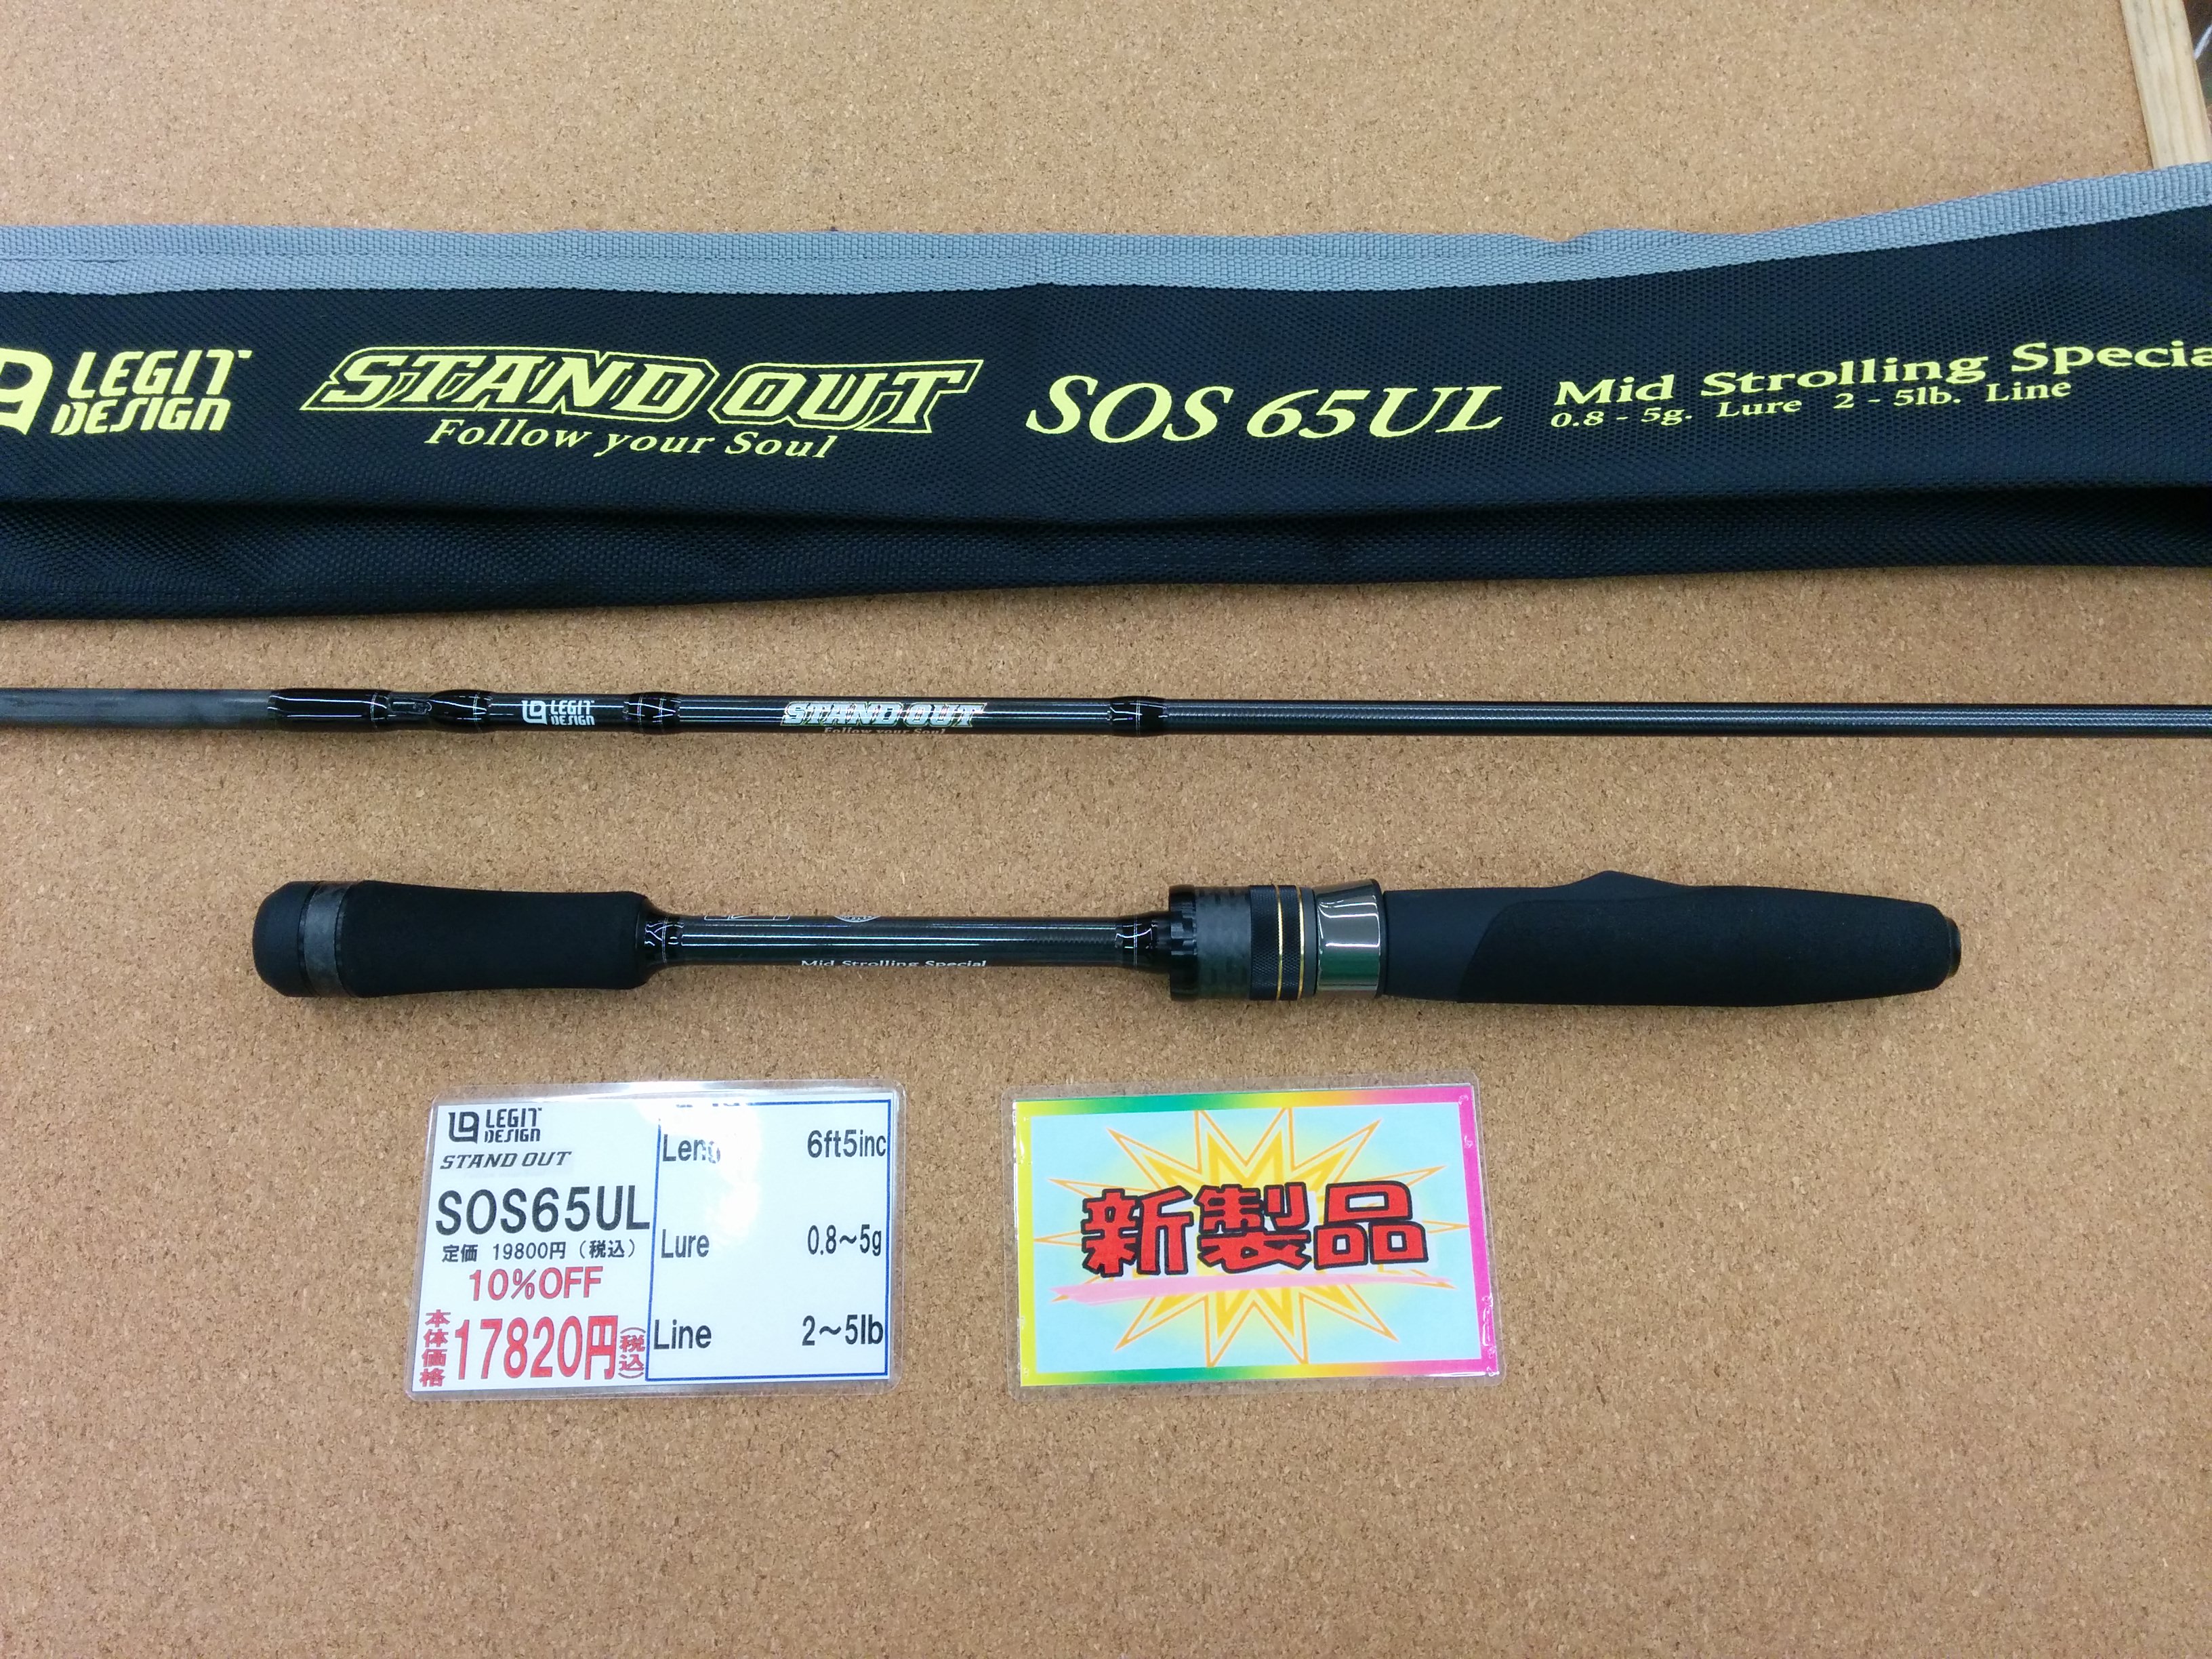 LEGIT
DESIGN
STAND OUT
Follow your Soul
SOS 65UL
Mid Strolling Specia
0.8 - 5g. Lure 2 - 5lb. Line
LEGIT
DESIGN
STAND OUT
Follow your Soul
Mid Strolling Special
LEGIT
DESIGN
STAND OUT
SOS65UL
定価 19800円(税込)
10%OFF
本体価格 17820円(税込)
6ft5inc
Lure 0.8~5g
Line 2~5lb
新製品